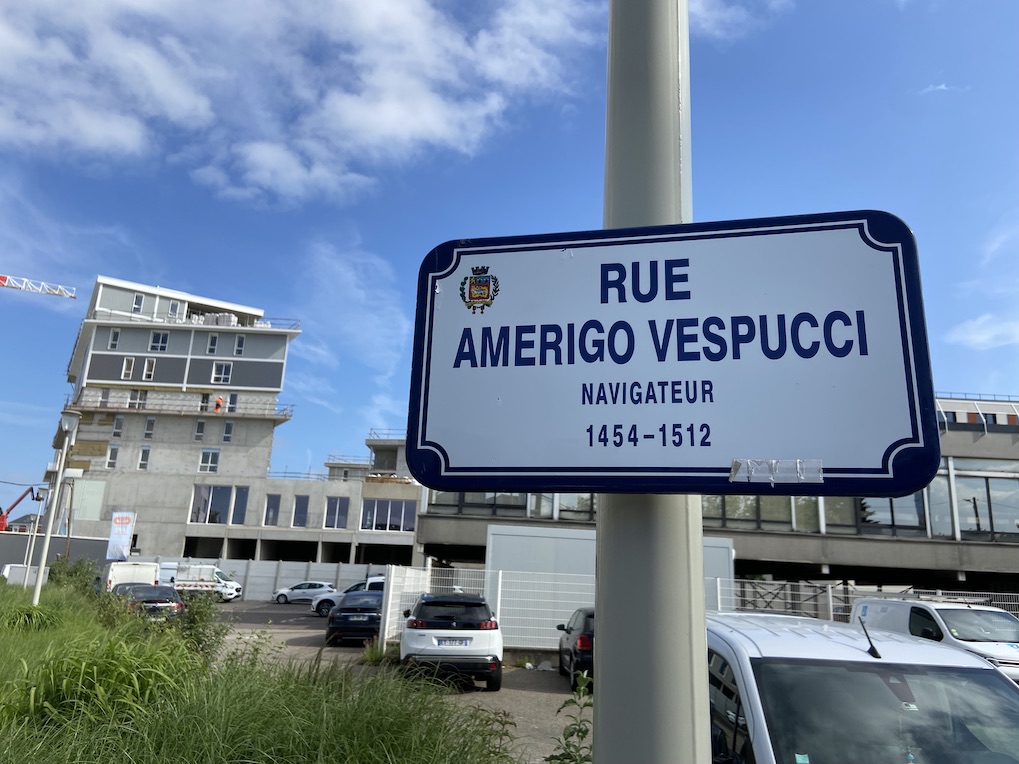 RUE
AMERIGO VESPUCCI
NAVIGATEUR
1454-1512